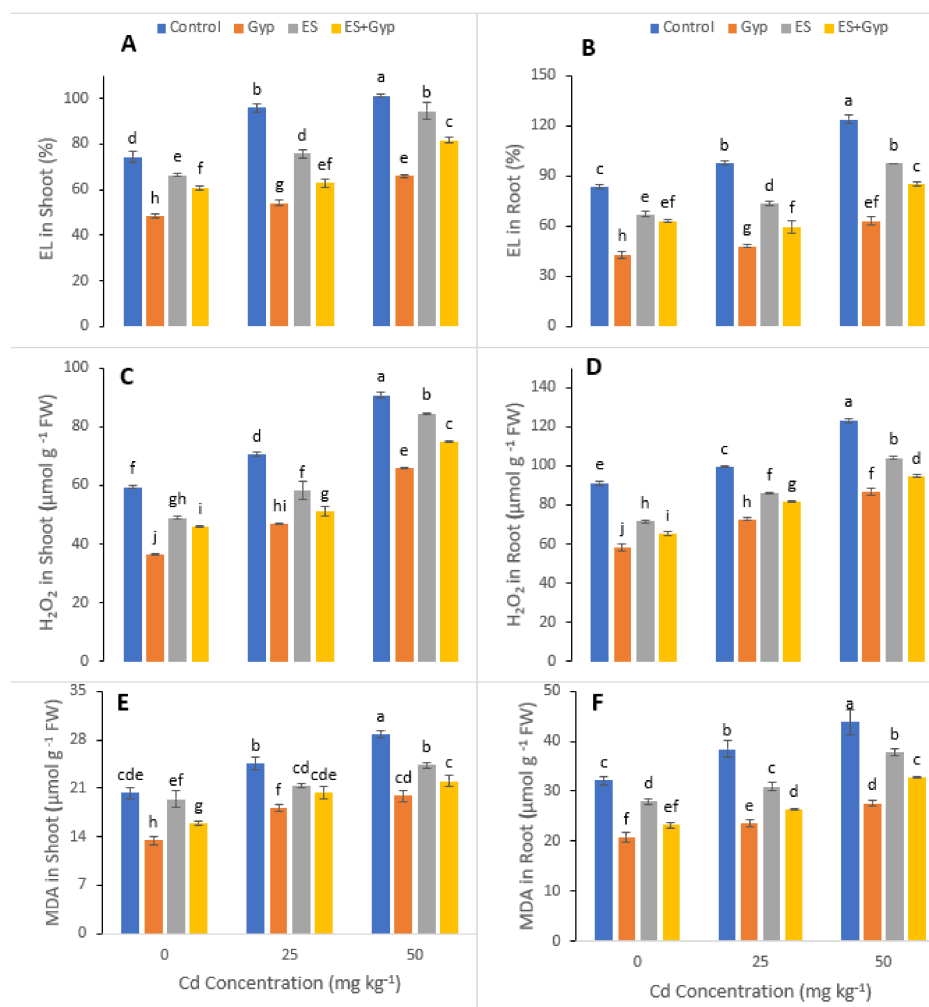 Control Gyp ES ES+Gyp
A
EL in Shoot (%)
100
80
60
40
20
0
d
h
e
f
b
g
d
ef
a
e
b
c
Control Gyp ES ES+Gyp
B
EL in Root (%)
150
120
90
60
30
0
c
h
e
ef
b
g
d
f
a
ef
b
c
C
H₂O₂ in Shoot (µmol g ⁻¹ FW)
100
80
60
40
20
0
f
j
gh
i
d
hi
f
g
a
e
b
c
D
H₂O₂ in Root (µmol g ⁻¹ FW)
140
120
100
80
60
40
20
0
e
j
h
i
c
h
f
g
a
f
b
d
E
MDA in Shoot (µmol g ⁻¹ FW)
35
28
21
14
7
0
cde
h
ef
g
b
f
cd
cde
a
cd
b
c
0 25 50
Cd Concentration (mg kg⁻¹)
F
MDA in Root (µmol g ⁻¹ FW)
50
40
30
20
10
0
c
f
d
ef
b
e
c
d
a
d
b
c
0 25 50
Cd Concentration (mg kg⁻¹)